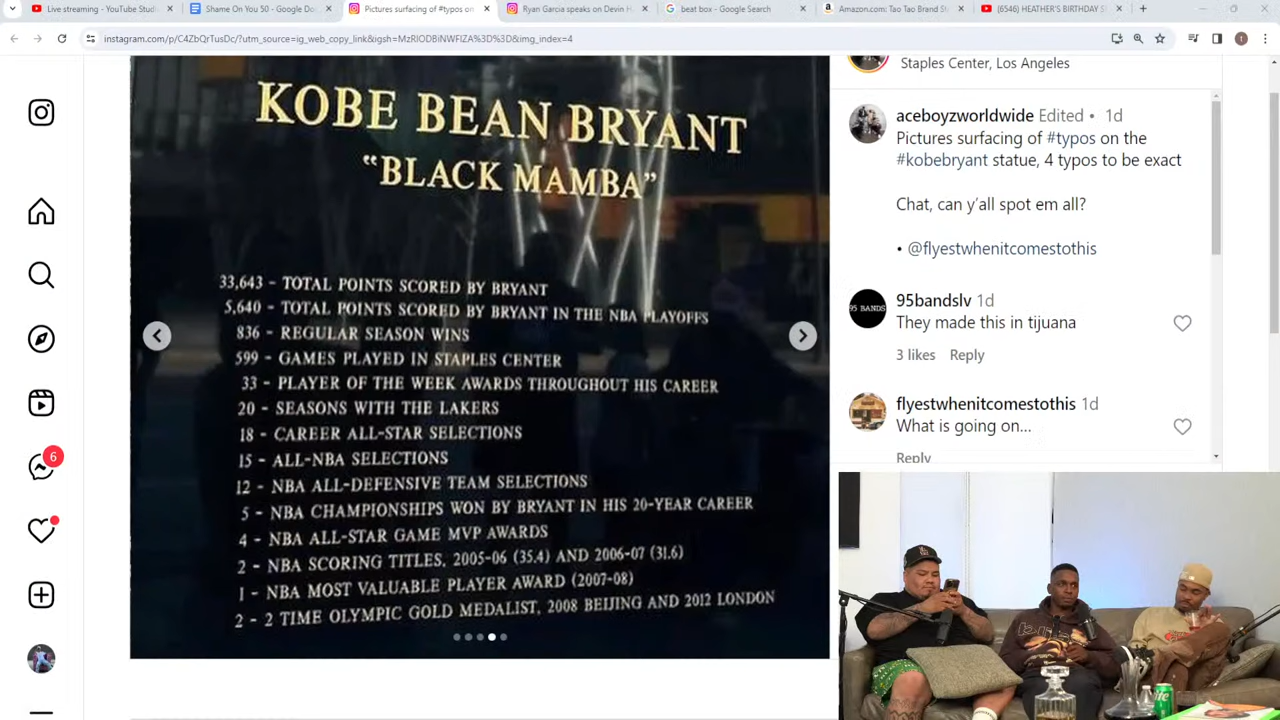 Live streaming - YouTube Studi
Shame On You 50 - Google Do
Pictures surfacing of #typos on
Ryan Garcia speaks on Devin H
beat box - Google Search
Amazon.com: Tao Tao Brand St
(6546) HEATHER'S BIRTHDAY S
instagram.com/p/C4ZbQrTusDc/?utm_source=ig_web_copy_link&igsh=MzRlODBiNWFlZA%3D%3D&img_index=4
t
KOBE BEAN BRYANT
"BLACK MAMBA"
33,643 - TOTAL POINTS SCORED BY BRYANT
5,640 - TOTAL POINTS SCORED BY BRYANT IN THE NBA PLAYOFFS
836 - REGULAR SEASON WINS
599 - GAMES PLAYED IN STAPLES CENTER
33 - PLAYER OF THE WEEK AWARDS THROUGHOUT HIS CAREER
20 - SEASONS WITH THE LAKERS
18 - CAREER ALL-STAR SELECTIONS
15 - ALL-NBA SELECTIONS
12 - NBA ALL-DEFENSIVE TEAM SELECTIONS
5 - NBA CHAMPIONSHIPS WON BY BRYANT IN HIS 20-YEAR CAREER
4 - NBA ALL-STAR GAME MVP AWARDS
2 - NBA SCORING TITLES, 2005-06 (35.4) AND 2006-07 (31.6)
1 - NBA MOST VALUABLE PLAYER AWARD (2007-08)
2 - 2 TIME OLYMPIC GOLD MEDALIST, 2008 BEIJING AND 2012 LONDON
6
Staples Center, Los Angeles
aceboyzworldwide Edited • 1d
Pictures surfacing of #typos on the
#kobebryant statue, 4 typos to be exact
Chat, can y'all spot em all?
• @flyestwhenitcomestothis
95 BANDS
95bandslv 1d
They made this in tijuana
3 likes Reply
flyestwhenitcomestothis 1d
What is going on...
Reply